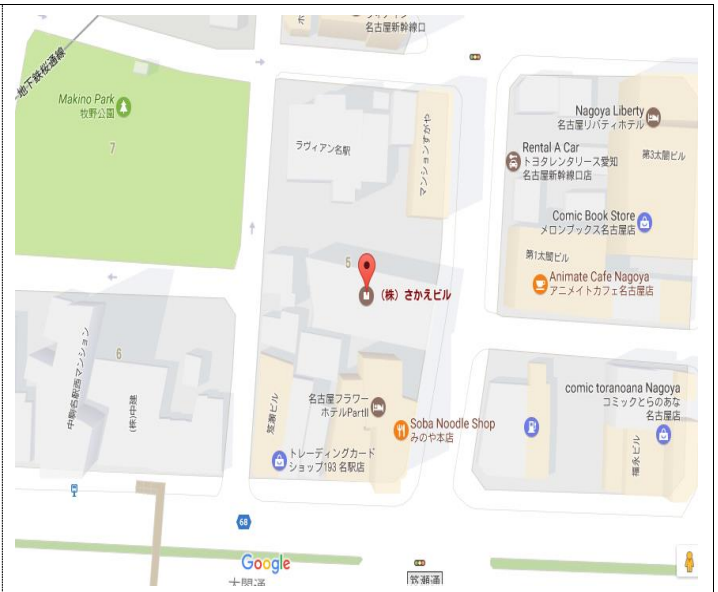 名古屋新幹線口
地下鉄桜通線
Makino Park
牧野公園
7
ラヴィアン名駅
マンションすがや
Nagoya Liberty
名古屋リバティホテル
Rental A Car
トヨタレンタリース愛知
名古屋新幹線口店
第3太閤ビル
Comic Book Store
メロンブックス名古屋店
第1太閤ビル
Animate Cafe Nagoya
アニメイトカフェ名古屋店
5
(株) さかえビル
6
中駒名駅西マンション
(株)中建
笈瀬ビル
名古屋フラワー
ホテルPartII
Soba Noodle Shop
みのや本店
トレーディングカード
ショップ193 名駅店
comic toranoana Nagoya
コミックとらのあな
名古屋店
福永ビル
68
Google
太閤通
笈瀬通